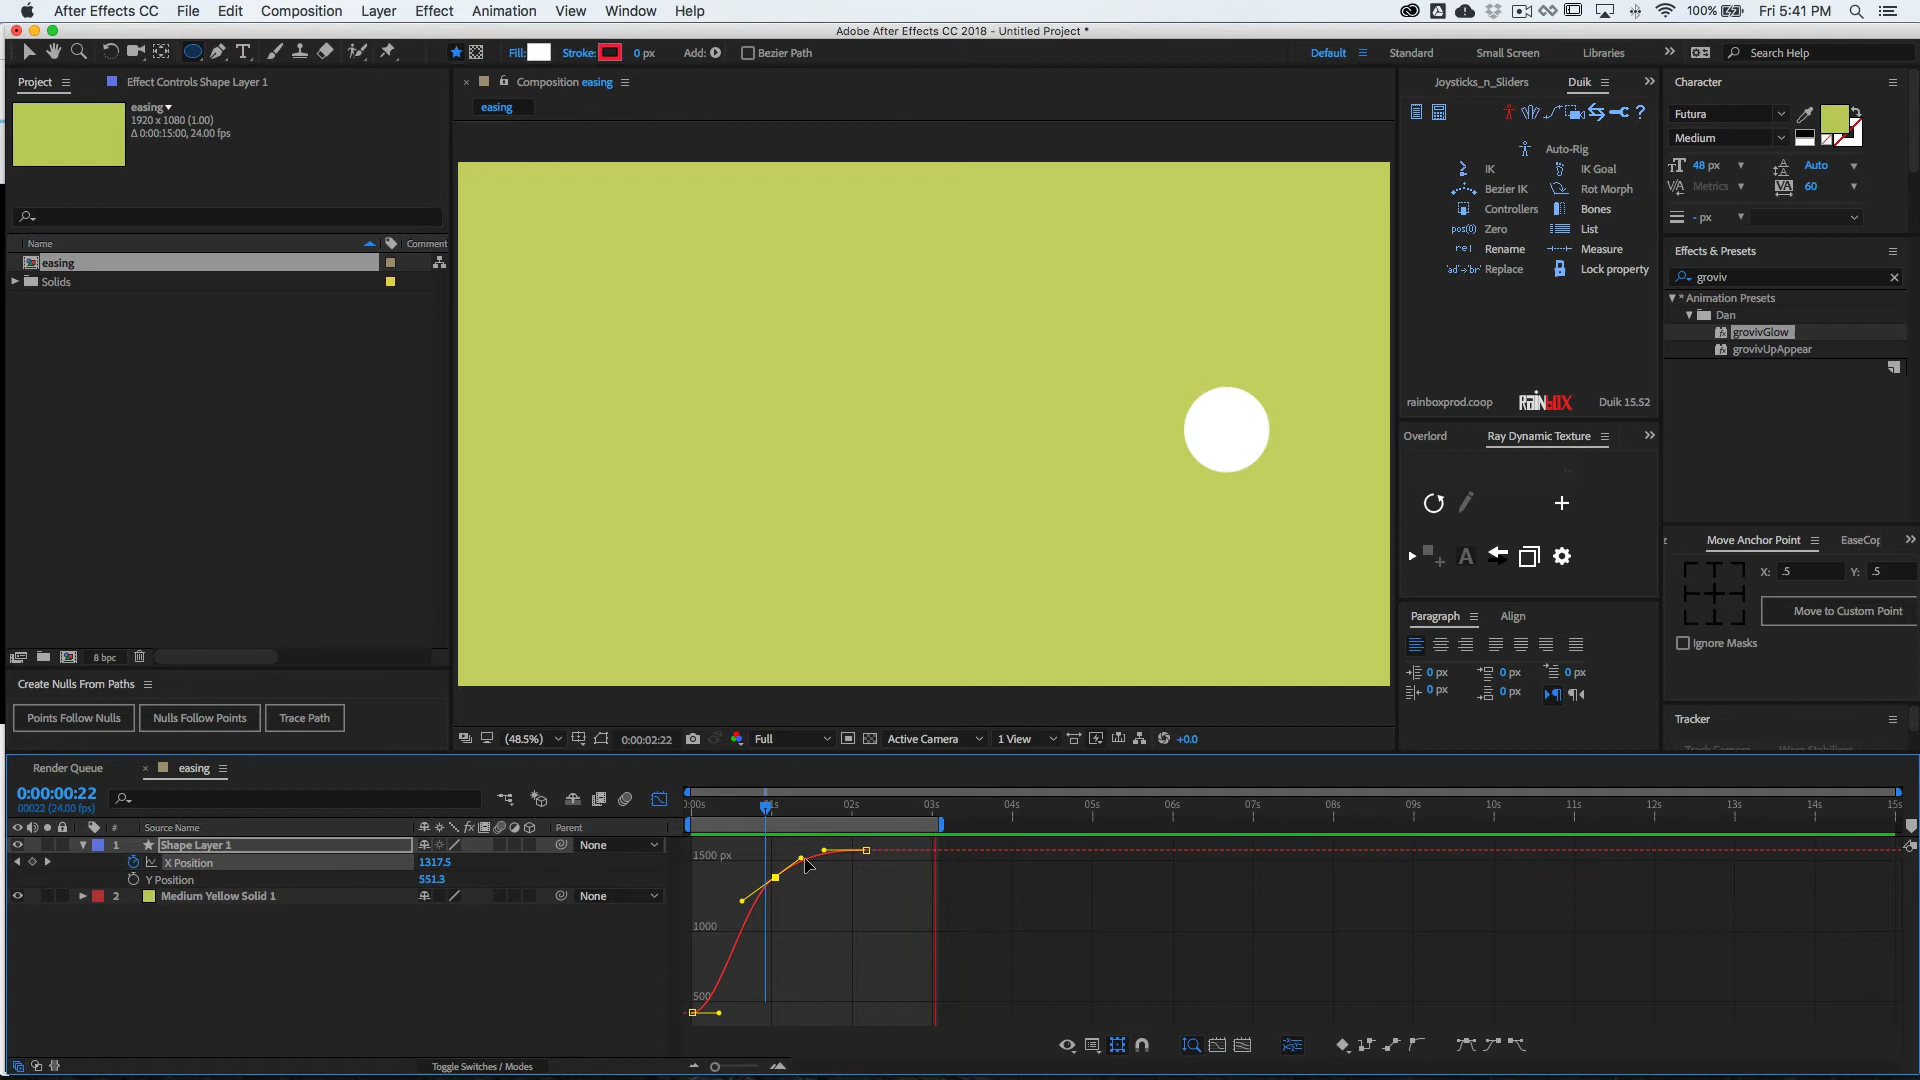 After Effects CC File Edit Composition Layer Effect Animation View Window Help 100% Fri 5:41 PM
Adobe After Effects CC 2018 - Untitled Project *
Fill: Stroke: 0 px Add: Bezier Path Default Standard Small Screen Libraries Search Help
Project Effect Controls Shape Layer 1
easing
1920 x 1080 (1.00)
Δ 0:00:15:00, 24.00 fps
Name Comment
easing
Solids
8 bpc
Create Nulls From Paths
Points Follow Nulls Nulls Follow Points Trace Path
Composition easing
easing
(48.5%) 0:00:02:22 Full Active Camera 1 View +0.0
Joysticks_n_Sliders Duik
Auto-Rig
IK IK Goal
Bezier IK Rot Morph
Controllers Bones
pos(0) Zero List
rel Rename Measure
'ad'→'br' Replace Lock property
rainboxprod.coop RAINBOX Duik 15.52
Overlord Ray Dynamic Texture
A
Paragraph Align
0 px 0 px 0 px
0 px 0 px
Character
Futura
Medium
48 px Auto
Metrics 60
- px
Effects & Presets
groviv
* Animation Presets
Dan
grovivGlow
grovivUpAppear
Move Anchor Point EaseCop
X: .5 Y: .5
Move to Custom Point
Ignore Masks
Tracker
Render Queue easing
0:00:00:22
00022 (24.00 fps)
# Source Name fx Parent
1 Shape Layer 1 None
X Position 1317.5
Y Position 551.3
2 Medium Yellow Solid 1 None
Toggle Switches / Modes
0:00s 02s 03s 04s 05s 06s 07s 08s 09s 10s 11s 12s 13s 14s 15s
1500 px
1000
500